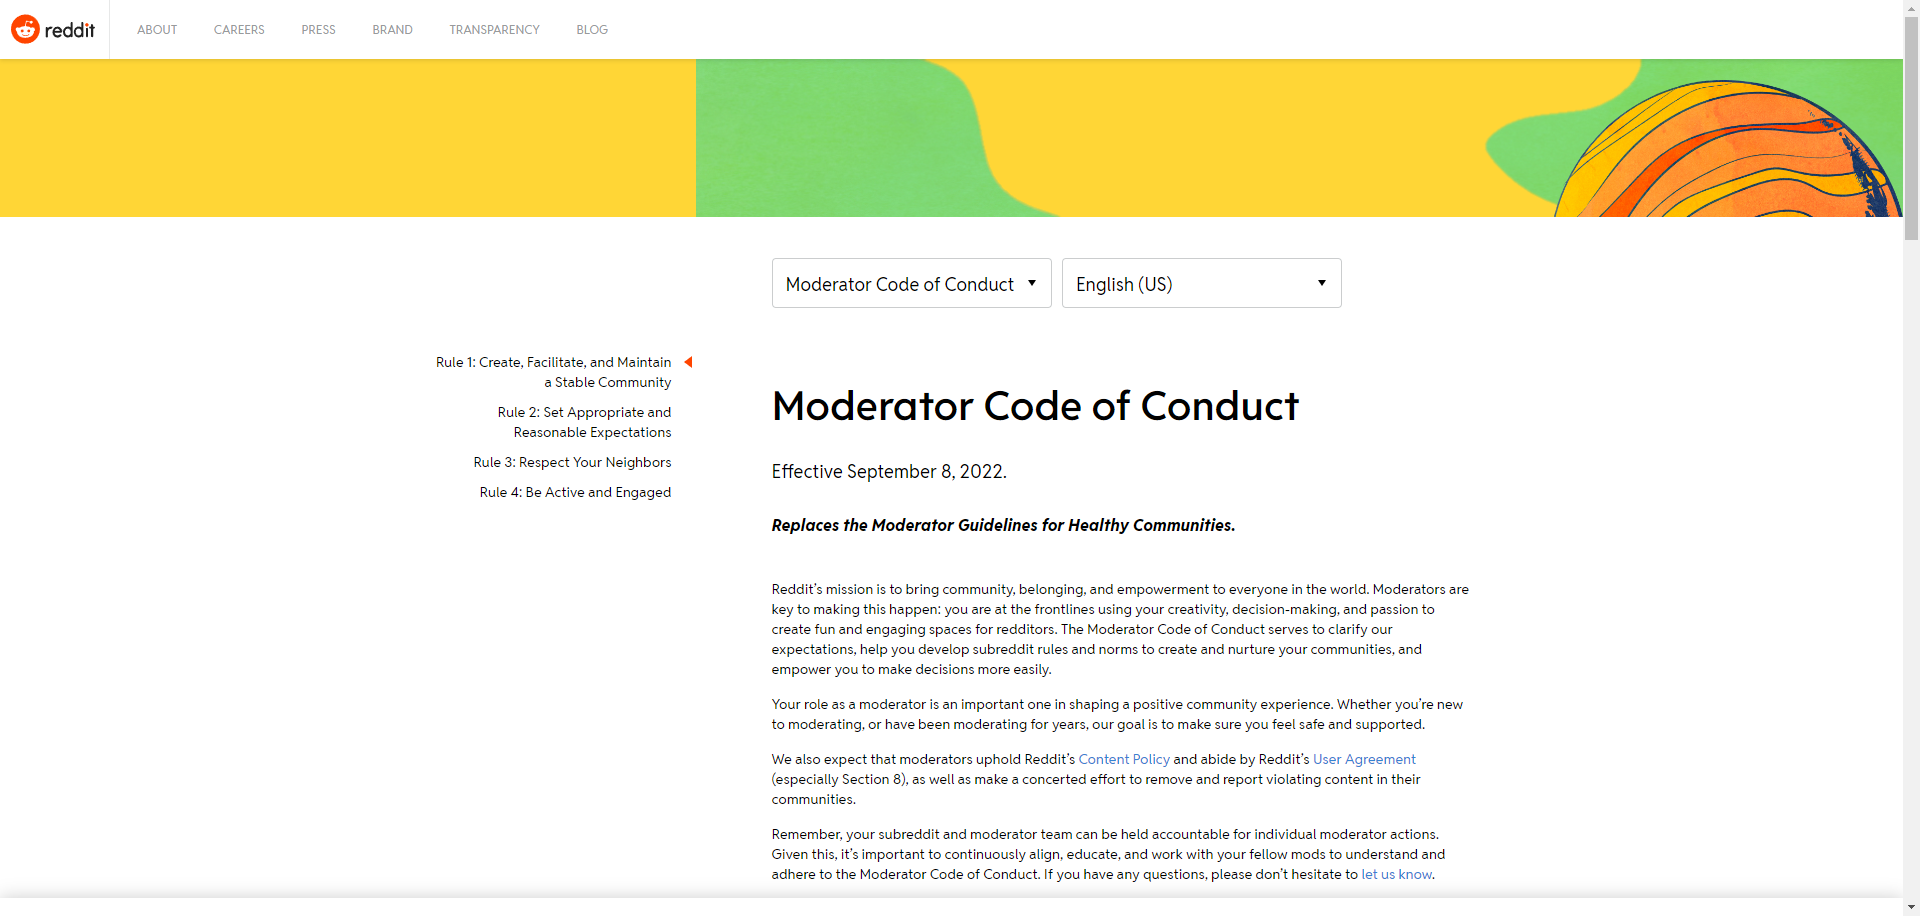 reddit
ABOUT CAREERS PRESS BRAND TRANSPARENCY BLOG
Moderator Code of Conduct
English (US)
Rule 1: Create, Facilitate, and Maintain
a Stable Community
Rule 2: Set Appropriate and
Reasonable Expectations
Rule 3: Respect Your Neighbors
Rule 4: Be Active and Engaged
Moderator Code of Conduct
Effective September 8, 2022.
Replaces the Moderator Guidelines for Healthy Communities.
Reddit’s mission is to bring community, belonging, and empowerment to everyone in the world. Moderators are
key to making this happen: you are at the frontlines using your creativity, decision-making, and passion to
create fun and engaging spaces for redditors. The Moderator Code of Conduct serves to clarify our
expectations, help you develop subreddit rules and norms to create and nurture your communities, and
empower you to make decisions more easily.
Your role as a moderator is an important one in shaping a positive community experience. Whether you’re new
to moderating, or have been moderating for years, our goal is to make sure you feel safe and supported.
We also expect that moderators uphold Reddit’s Content Policy and abide by Reddit’s User Agreement
(especially Section 8), as well as make a concerted effort to remove and report violating content in their
communities.
Remember, your subreddit and moderator team can be held accountable for individual moderator actions.
Given this, it’s important to continuously align, educate, and work with your fellow mods to understand and
adhere to the Moderator Code of Conduct. If you have any questions, please don’t hesitate to let us know.